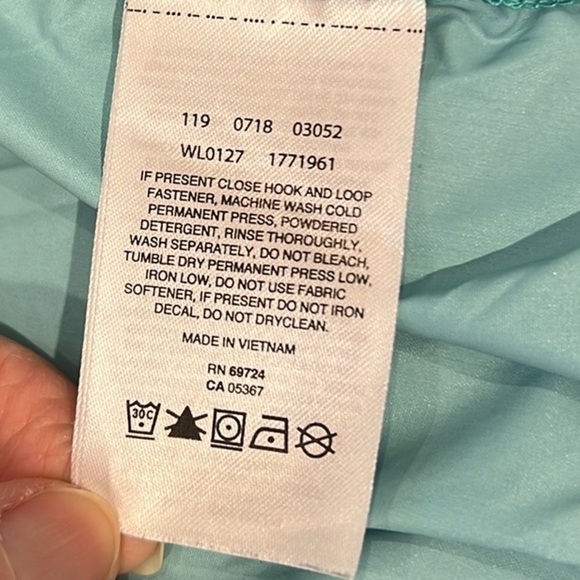 119 0718 03052
WL0127 1771961
IF PRESENT CLOSE HOOK AND LOOP
FASTENER, MACHINE WASH COLD
PERMANENT PRESS, POWDERED
DETERGENT, RINSE THOROUGHLY,
WASH SEPARATELY, DO NOT BLEACH,
TUMBLE DRY PERMANENT PRESS LOW,
IRON LOW, DO NOT USE FABRIC
SOFTENER, IF PRESENT DO NOT IRON
DECAL, DO NOT DRYCLEAN.
MADE IN VIETNAM
RN 69724
CA 05367
30C